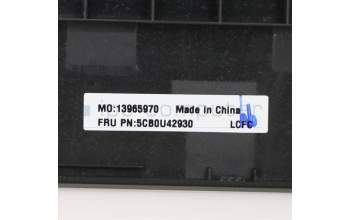 MO:13965970 Made in China
FRU PN:5CB0U42930 LCFC